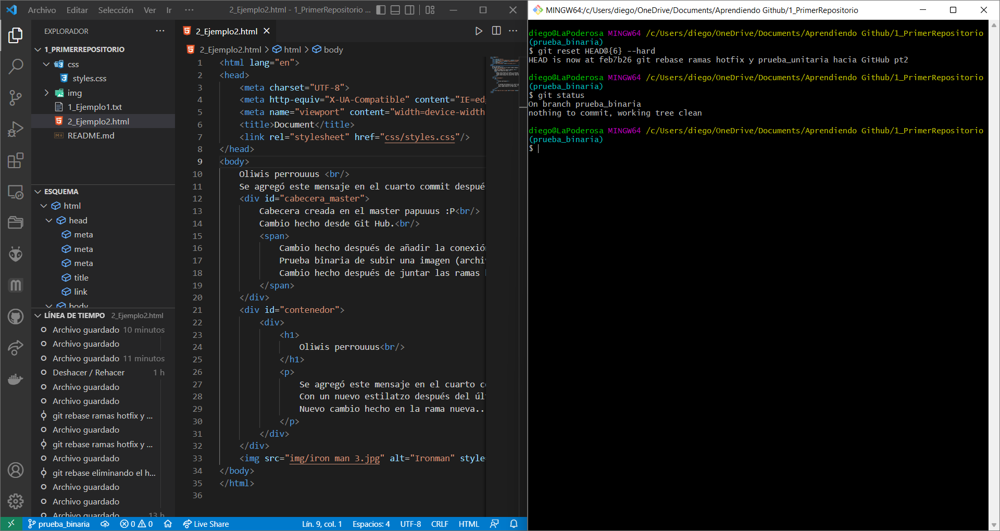 Archivo Editar Selección Ver Ir ··· 2_Ejemplo2.html - 1_PrimerRepositorio ...
EXPLORADOR ···
1_PRIMERREPOSITORIO
css
styles.css
img
1_Ejemplo1.txt
2_Ejemplo2.html
README.md
ESQUEMA
html
head
meta
meta
meta
title
link
body
LÍNEA DE TIEMPO 2_Ejemplo2.html
Archivo guardado 10 minutos
Archivo guardado
Archivo guardado 11 minutos
Deshacer / Rehacer 1 h
Archivo guardado
Archivo guardado
git rebase ramas hotfix y ...
Archivo guardado
git rebase ramas hotfix y ...
Archivo guardado
git rebase eliminando el h...
Archivo guardado
Archivo guardado
Archivo guardado 13 h
2_Ejemplo2.html
2_Ejemplo2.html > html > body
1 <html lang="en">
2 <head>
3 <meta charset="UTF-8">
4 <meta http-equiv="X-UA-Compatible" content="IE=edg
5 <meta name="viewport" content="width=device-width
6 <title>Document</title>
7 <link rel="stylesheet" href="css/styles.css"/>
8 </head>
9 <body>
10 Oliwis perrouuus <br/>
11 Se agregó este mensaje en el cuarto commit despué
12 <div id="cabecera_master">
13 Cabecera creada en el master papuuus :P<br/>
14 Cambio hecho desde Git Hub.<br/>
15 <span>
16 Cambio hecho después de añadir la conexión
17 Prueba binaria de subir una imagen (archi
18 Cambio hecho después de juntar las ramas
19 </span>
20 </div>
21 <div id="contenedor">
22 <div>
23 <h1>
24 Oliwis perrouuus<br/>
25 </h1>
26 <p>
27 Se agregó este mensaje en el cuarto c
28 Con un nuevo estilatzo después del úl
29 Nuevo cambio hecho en la rama nueva..
30 </p>
31 </div>
32 </div>
33 <img src="img/iron man 3.jpg" alt="Ironman" style=
34 </body>
35 </html>
36
prueba_binaria 0 0 Live Share Lín. 9, col. 1 Espacios: 4 UTF-8 CRLF HTML
MINGW64:/c/Users/diego/OneDrive/Documents/Aprendiendo Github/1_PrimerRepositorio
diego@LaPoderosa MINGW64 /c/Users/diego/OneDrive/Documents/Aprendiendo Github/1_PrimerRepositorio
(prueba_binaria)
$ git reset HEAD@{6} --hard
HEAD is now at feb7b26 git rebase ramas hotfix y prueba_unitaria hacia GitHub pt2
diego@LaPoderosa MINGW64 /c/Users/diego/OneDrive/Documents/Aprendiendo Github/1_PrimerRepositorio
(prueba_binaria)
$ git status
On branch prueba_binaria
nothing to commit, working tree clean
diego@LaPoderosa MINGW64 /c/Users/diego/OneDrive/Documents/Aprendiendo Github/1_PrimerRepositorio
(prueba_binaria)
$